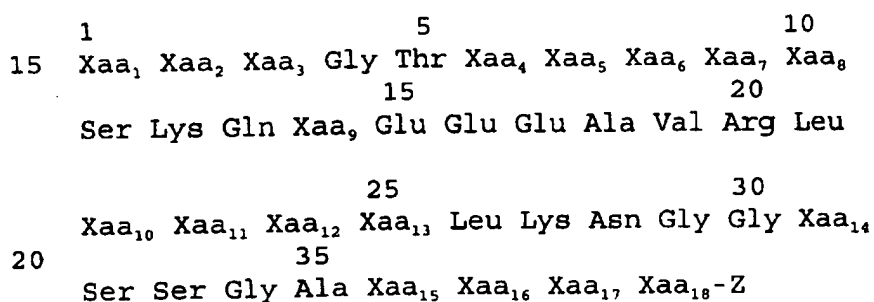 1 5 10
15 Xaa₁ Xaa₂ Xaa₃ Gly Thr Xaa₄ Xaa₅ Xaa₆ Xaa₇ Xaa₈
15 20
Ser Lys Gln Xaa₉ Glu Glu Glu Ala Val Arg Leu
25 30
Xaa₁₀ Xaa₁₁ Xaa₁₂ Xaa₁₃ Leu Lys Asn Gly Gly Xaa₁₄
20 35
Ser Ser Gly Ala Xaa₁₅ Xaa₁₆ Xaa₁₇ Xaa₁₈-Z